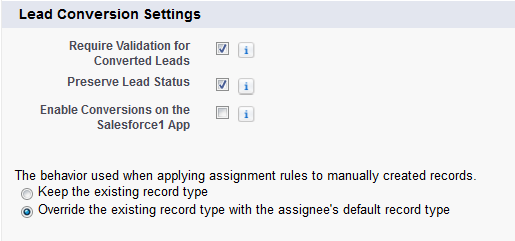 Lead Conversion Settings
Require Validation for
Converted Leads
i
Preserve Lead Status
i
Enable Conversions on the
Salesforce1 App
i
The behavior used when applying assignment rules to manually created records.
Keep the existing record type
Override the existing record type with the assignee's default record type